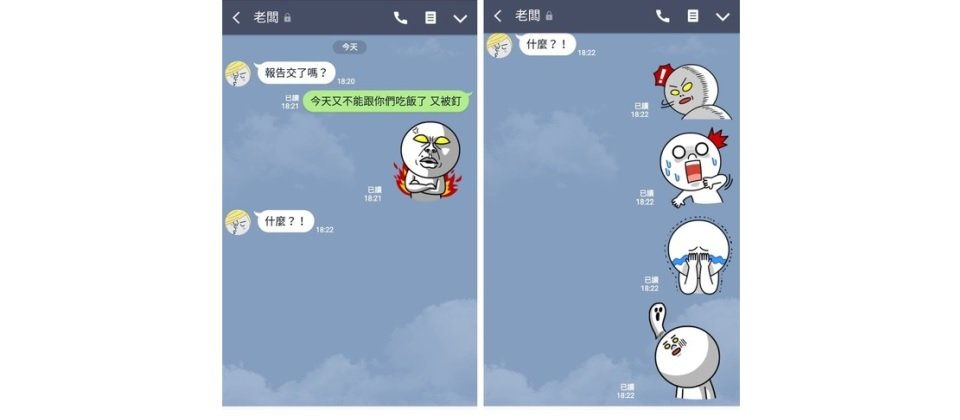 老闆
今天
報告交了嗎？
18:20
已讀
18:21
今天又不能跟你們吃飯了 又被釘
已讀
18:21
什麼？！
18:22
老闆
什麼？！
18:22
已讀
18:22
已讀
18:22
已讀
18:22
已讀
18:22